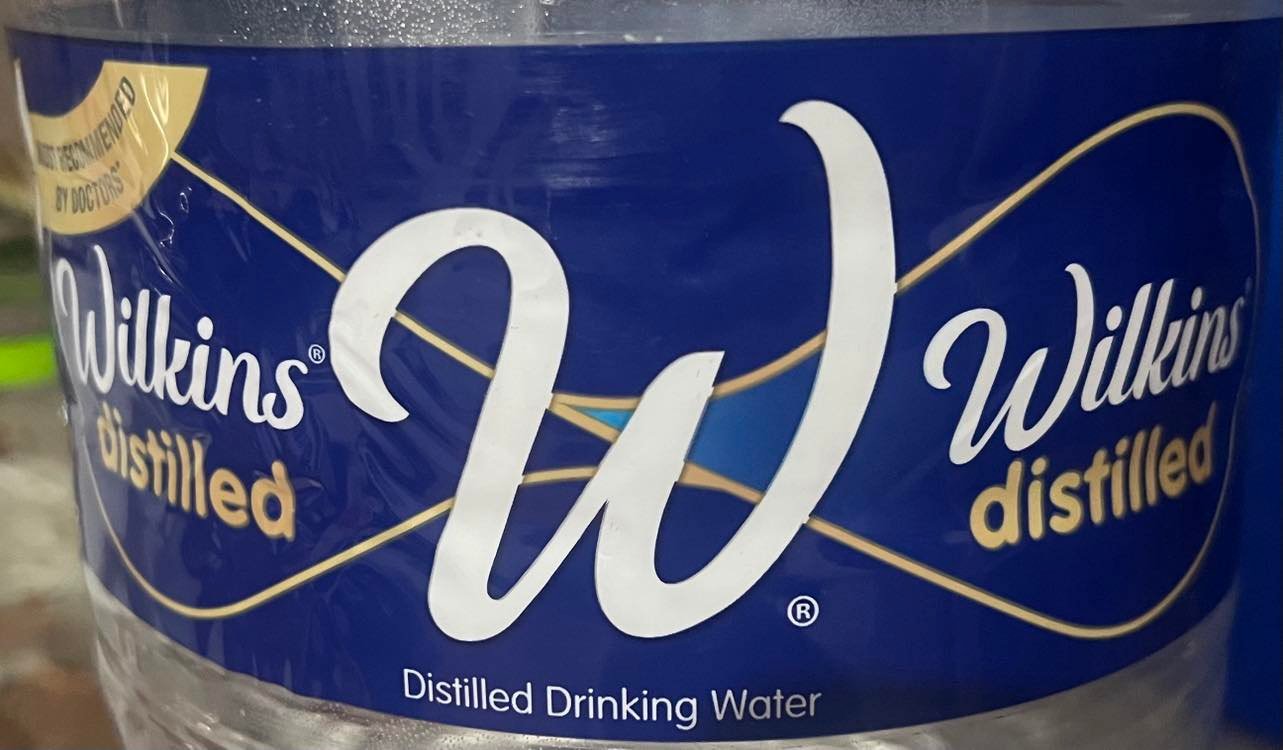 MOST RECOMMENDED
BY DOCTORS*
Wilkins®
distilled
W®
Wilkins
distilled
Distilled Drinking Water